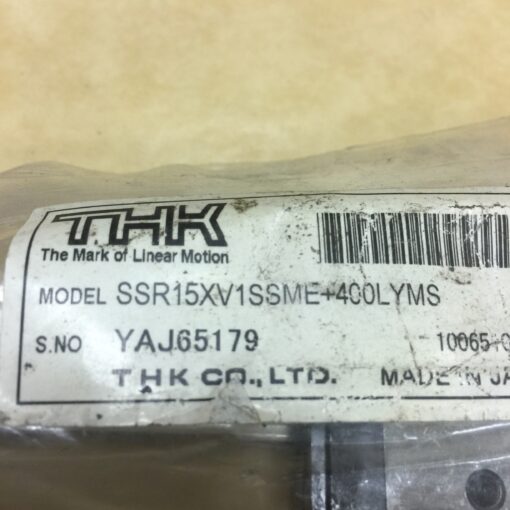 THK
The Mark of Linear Motion
MODEL SSR15XV1SSME+400LYMS
S.NO YAJ65179 10065-0
THK CO., LTD. MADE IN JA